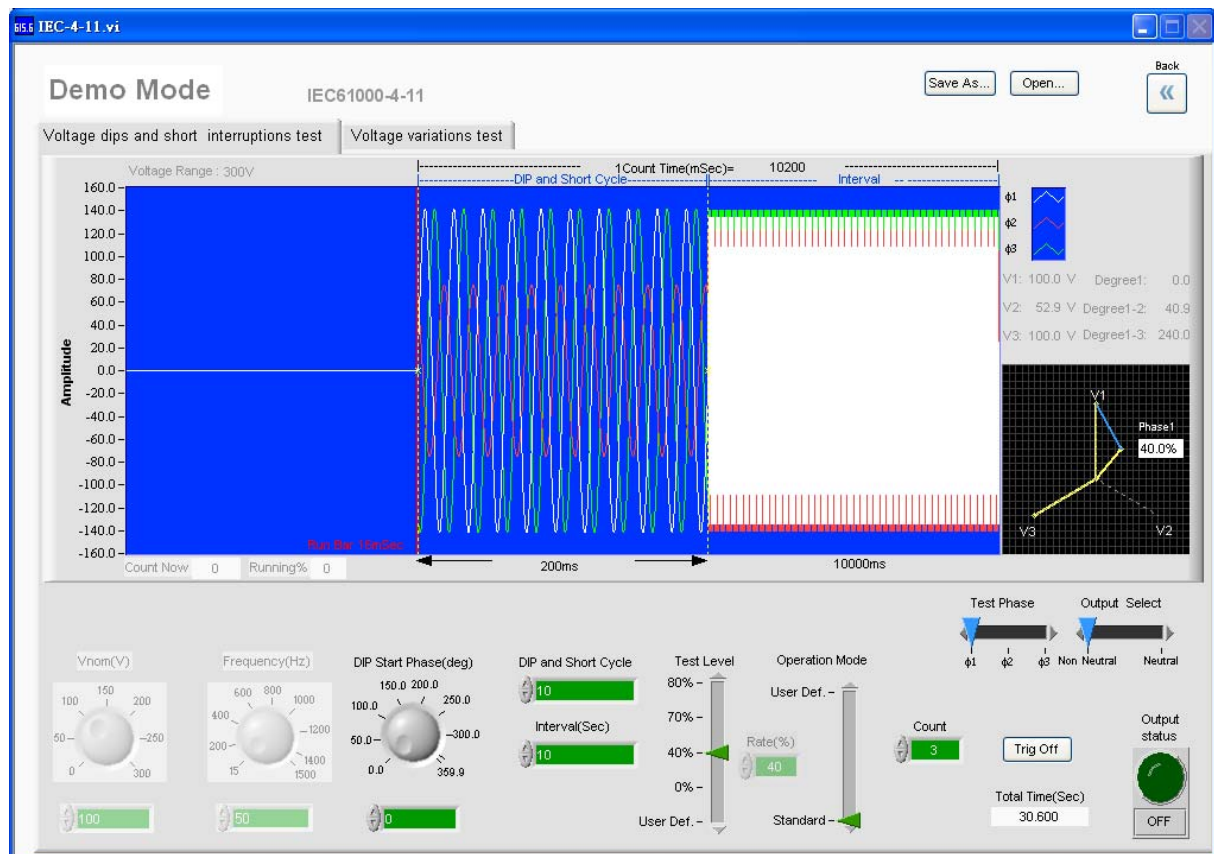 615.6 IEC-4-11.vi
Demo Mode
IEC61000-4-11
Save As...
Open...
Back
Voltage dips and short interruptions test
Voltage variations test
Voltage Range : 300V
1Count Time(mSec)= 10200
DIP and Short Cycle
Interval
160.0
140.0
120.0
100.0
80.0
60.0
40.0
20.0
0.0
-20.0
-40.0
-60.0
-80.0
-100.0
-120.0
-140.0
-160.0
Amplitude
Run Bar 16mSec
ϕ1
ϕ2
ϕ3
V1: 100.0 V Degree1: 0.0
V2: 52.9 V Degree1-2: 40.9
V3: 100.0 V Degree1-3: 240.0
V1
Phase1
40.0%
V3
V2
Count Now 0 Running% 0
200ms
10000ms
Test Phase
ϕ1 ϕ2 ϕ3
Output Select
Non Neutral Neutral
Vnom(V)
0 50 100 150 200 250 300
100
Frequency(Hz)
15 200 400 600 800 1000 1200 1400 1500
50
DIP Start Phase(deg)
0.0 50.0 100.0 150.0 200.0 250.0 300.0 359.9
0
DIP and Short Cycle
10
Interval(Sec)
10
Test Level
80%
70%
40%
0%
User Def.
Rate(%)
40
Operation Mode
User Def.
Standard
Count
3
Trig Off
Total Time(Sec)
30.600
Output
status
OFF